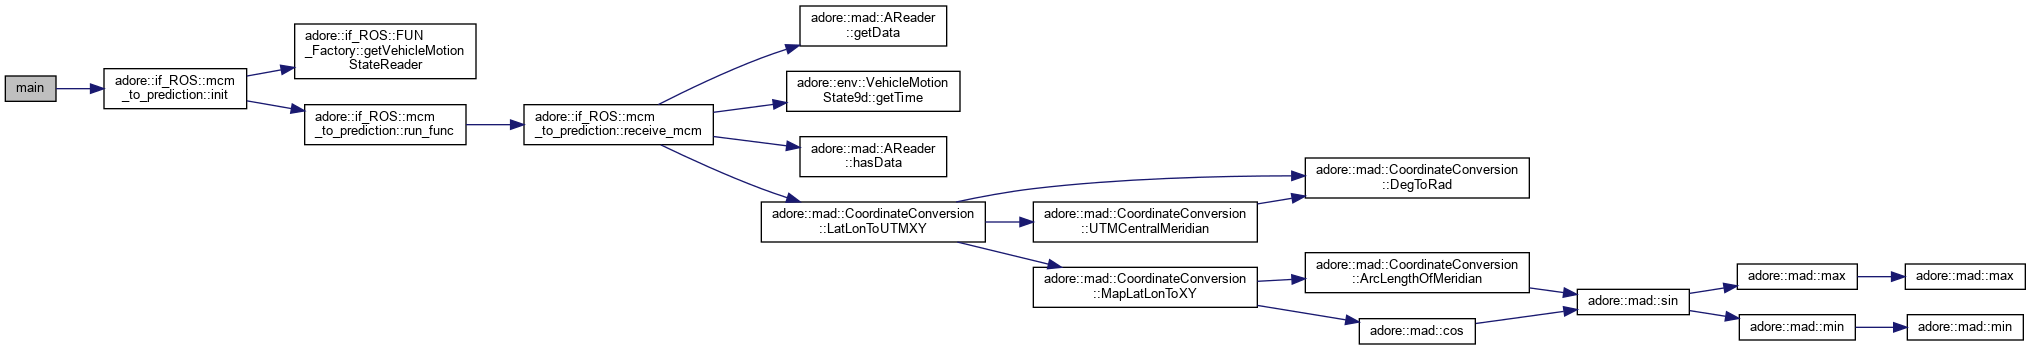 main
adore::if_ROS::mcm
_to_prediction::init
adore::if_ROS::FUN
_Factory::getVehicleMotion
StateReader
adore::if_ROS::mcm
_to_prediction::run_func
adore::if_ROS::mcm
_to_prediction::receive_mcm
adore::mad::AReader
::getData
adore::env::VehicleMotion
State9d::getTime
adore::mad::AReader
::hasData
adore::mad::CoordinateConversion
::LatLonToUTMXY
adore::mad::CoordinateConversion
::DegToRad
adore::mad::CoordinateConversion
::UTMCentralMeridian
adore::mad::CoordinateConversion
::MapLatLonToXY
adore::mad::CoordinateConversion
::ArcLengthOfMeridian
adore::mad::cos
adore::mad::sin
adore::mad::max
adore::mad::max
adore::mad::min
adore::mad::min